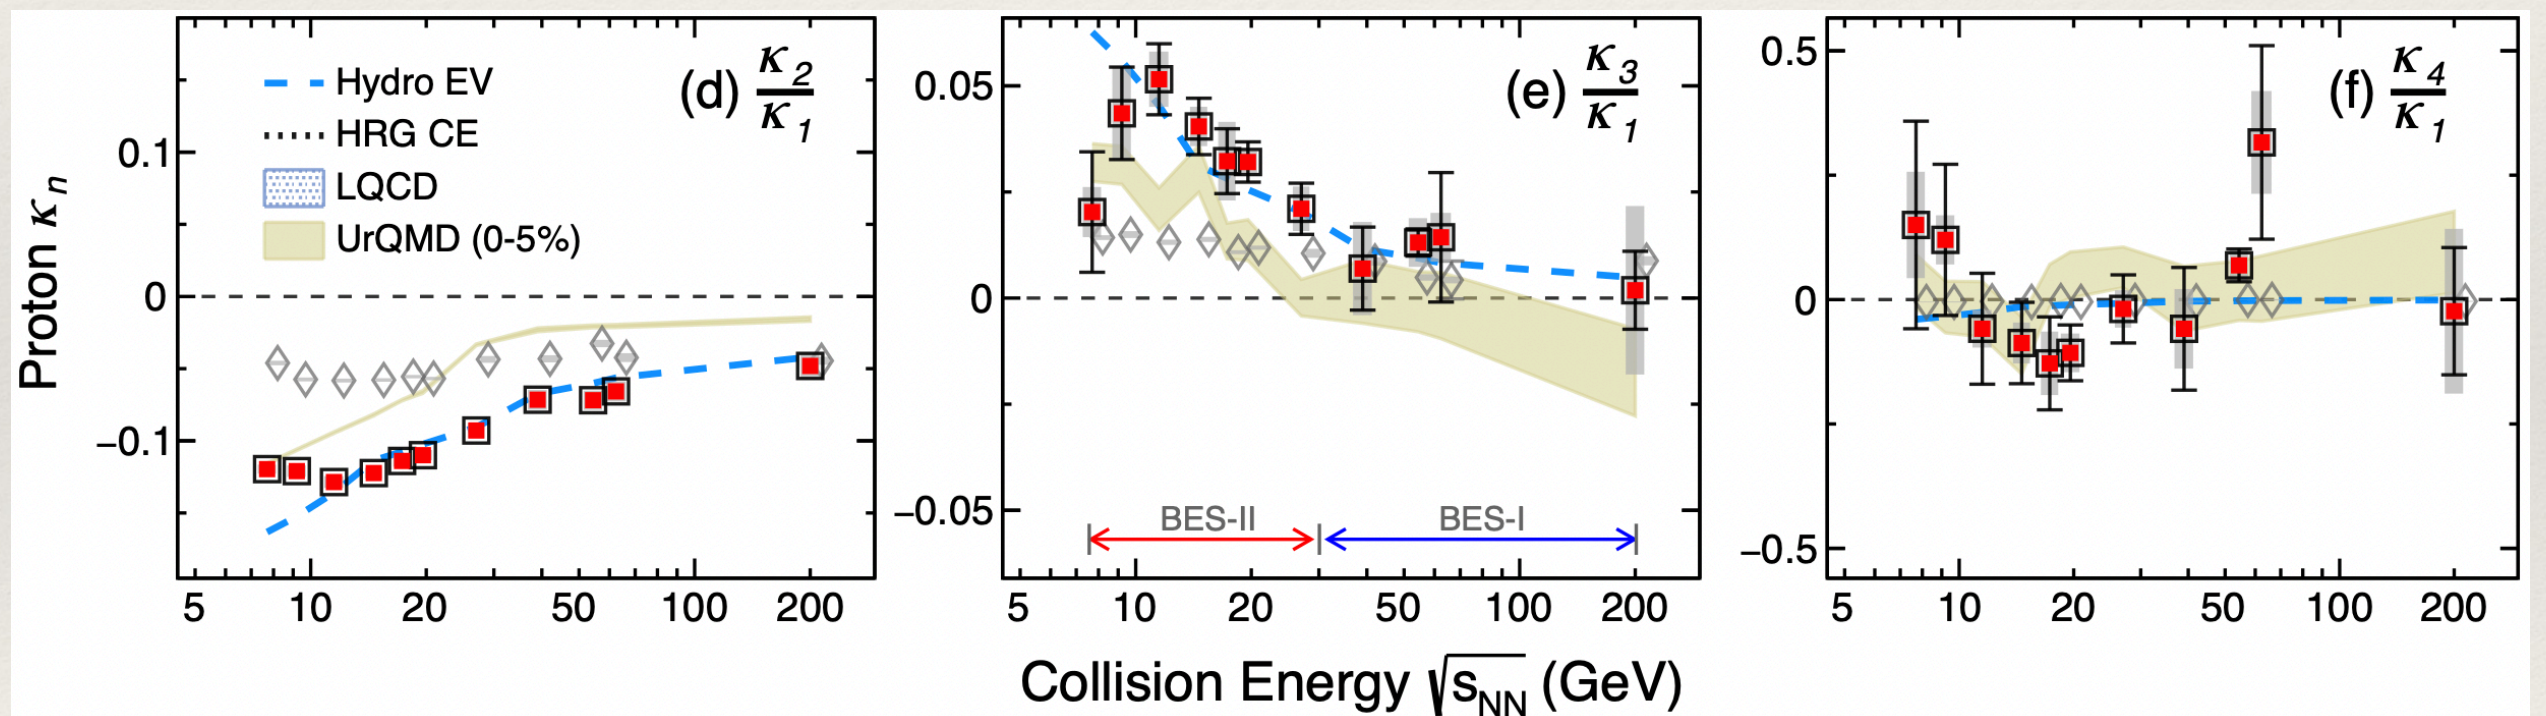 Proton κn
0.1
0
−0.1
Hydro EV
HRG CE
LQCD
UrQMD (0-5%)
(d) κ2/κ1
5 10 20 50 100 200
0.05
0
−0.05
(e) κ3/κ1
BES-II BES-I
5 10 20 50 100 200
0.5
0
−0.5
(f) κ4/κ1
5 10 20 50 100 200
Collision Energy √sNN (GeV)